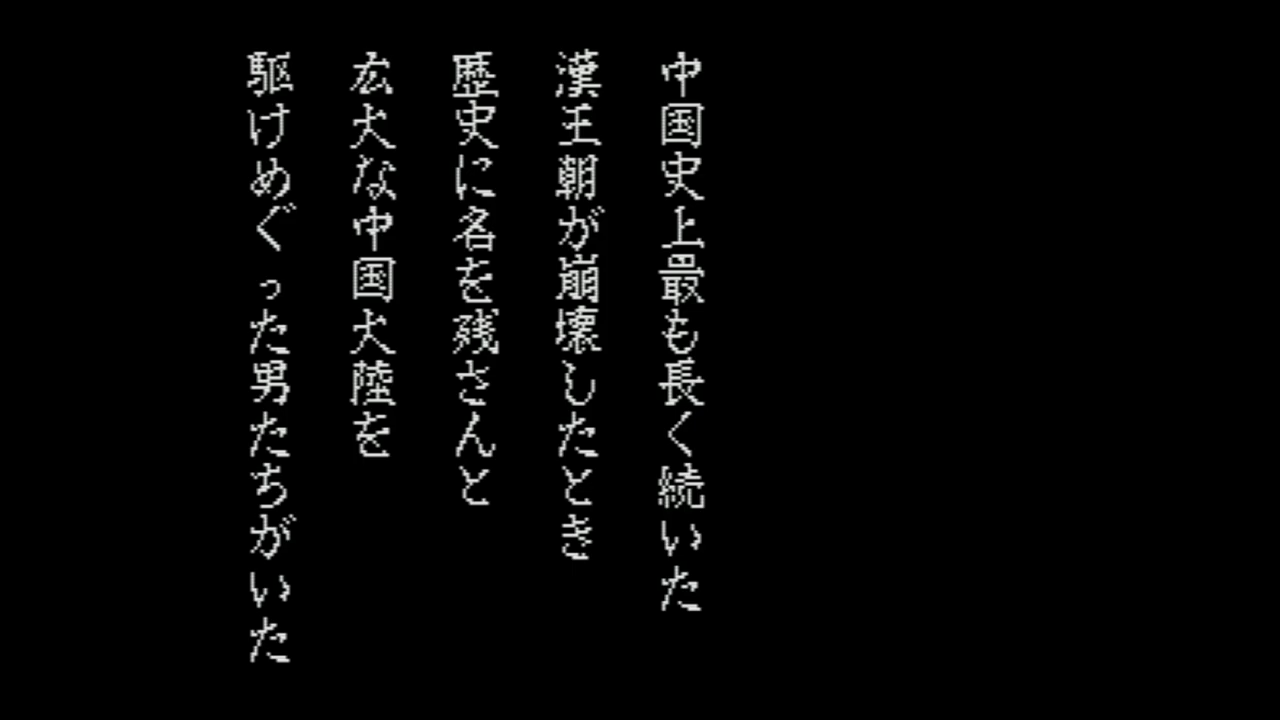 中国史上最も長く続いた
漢王朝が崩壊したとき
歴史に名を残さんと
広大な中国大陸を
駆けめぐった男たちがいた